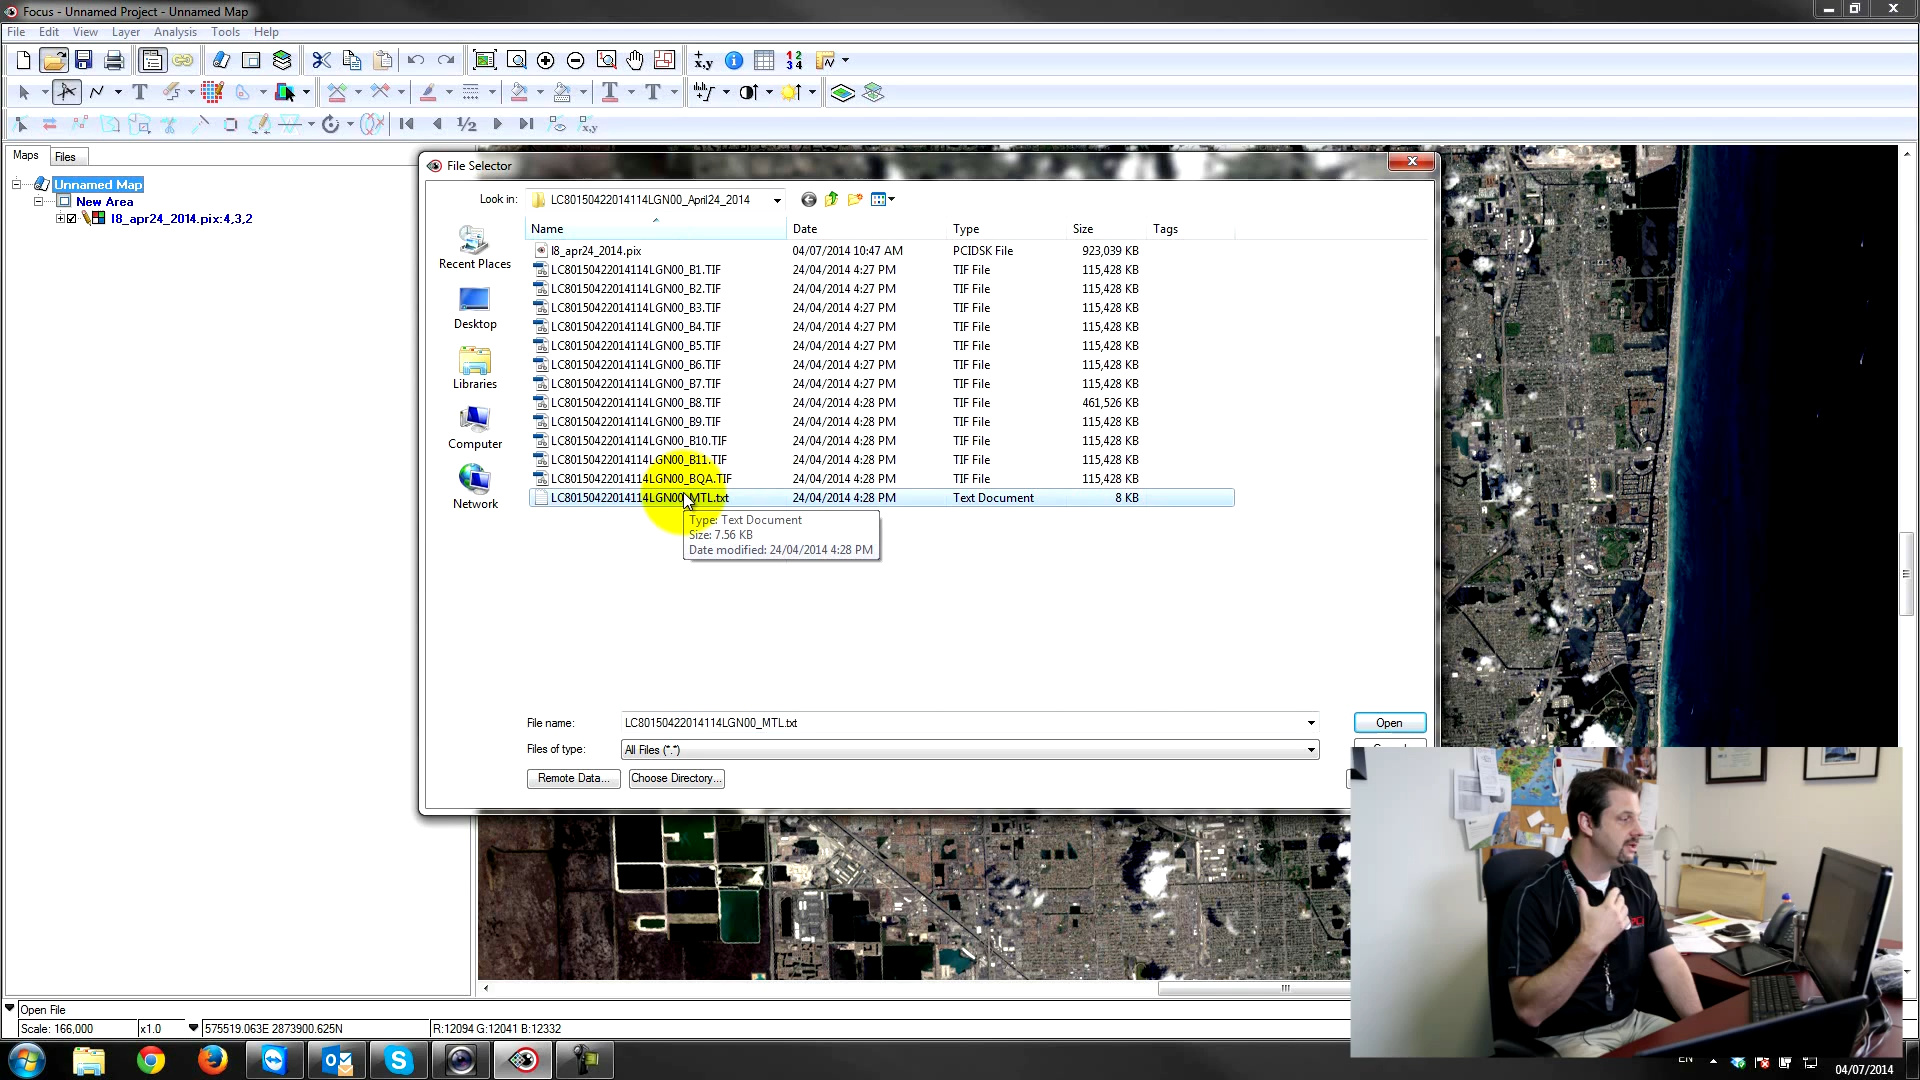 Focus - Unnamed Project - Unnamed Map
File Edit View Layer Analysis Tools Help
Maps Files
Unnamed Map
New Area
l8_apr24_2014.pix:4,3,2
File Selector
Look in: LC80150422014114LGN00_April24_2014
Name Date Type Size Tags
l8_apr24_2014.pix 04/07/2014 10:47 AM PCIDSK File 923,039 KB
LC80150422014114LGN00_B1.TIF 24/04/2014 4:27 PM TIF File 115,428 KB
LC80150422014114LGN00_B2.TIF 24/04/2014 4:27 PM TIF File 115,428 KB
LC80150422014114LGN00_B3.TIF 24/04/2014 4:27 PM TIF File 115,428 KB
LC80150422014114LGN00_B4.TIF 24/04/2014 4:27 PM TIF File 115,428 KB
LC80150422014114LGN00_B5.TIF 24/04/2014 4:27 PM TIF File 115,428 KB
LC80150422014114LGN00_B6.TIF 24/04/2014 4:27 PM TIF File 115,428 KB
LC80150422014114LGN00_B7.TIF 24/04/2014 4:27 PM TIF File 115,428 KB
LC80150422014114LGN00_B8.TIF 24/04/2014 4:28 PM TIF File 461,526 KB
LC80150422014114LGN00_B9.TIF 24/04/2014 4:28 PM TIF File 115,428 KB
LC80150422014114LGN00_B10.TIF 24/04/2014 4:28 PM TIF File 115,428 KB
LC80150422014114LGN00_B11.TIF 24/04/2014 4:28 PM TIF File 115,428 KB
LC80150422014114LGN00_BQA.TIF 24/04/2014 4:28 PM TIF File 115,428 KB
LC80150422014114LGN00_MTL.txt 24/04/2014 4:28 PM Text Document 8 KB
Type: Text Document
Size: 7.56 KB
Date modified: 24/04/2014 4:28 PM
Recent Places
Desktop
Libraries
Computer
Network
File name: LC80150422014114LGN00_MTL.txt Open
Files of type: All Files (*.*)
Remote Data... Choose Directory...
Open File
Scale: 166,000 x1.0 575519.063E 2873900.625N R:12094 G:12041 B:12332
EN
04/07/2014